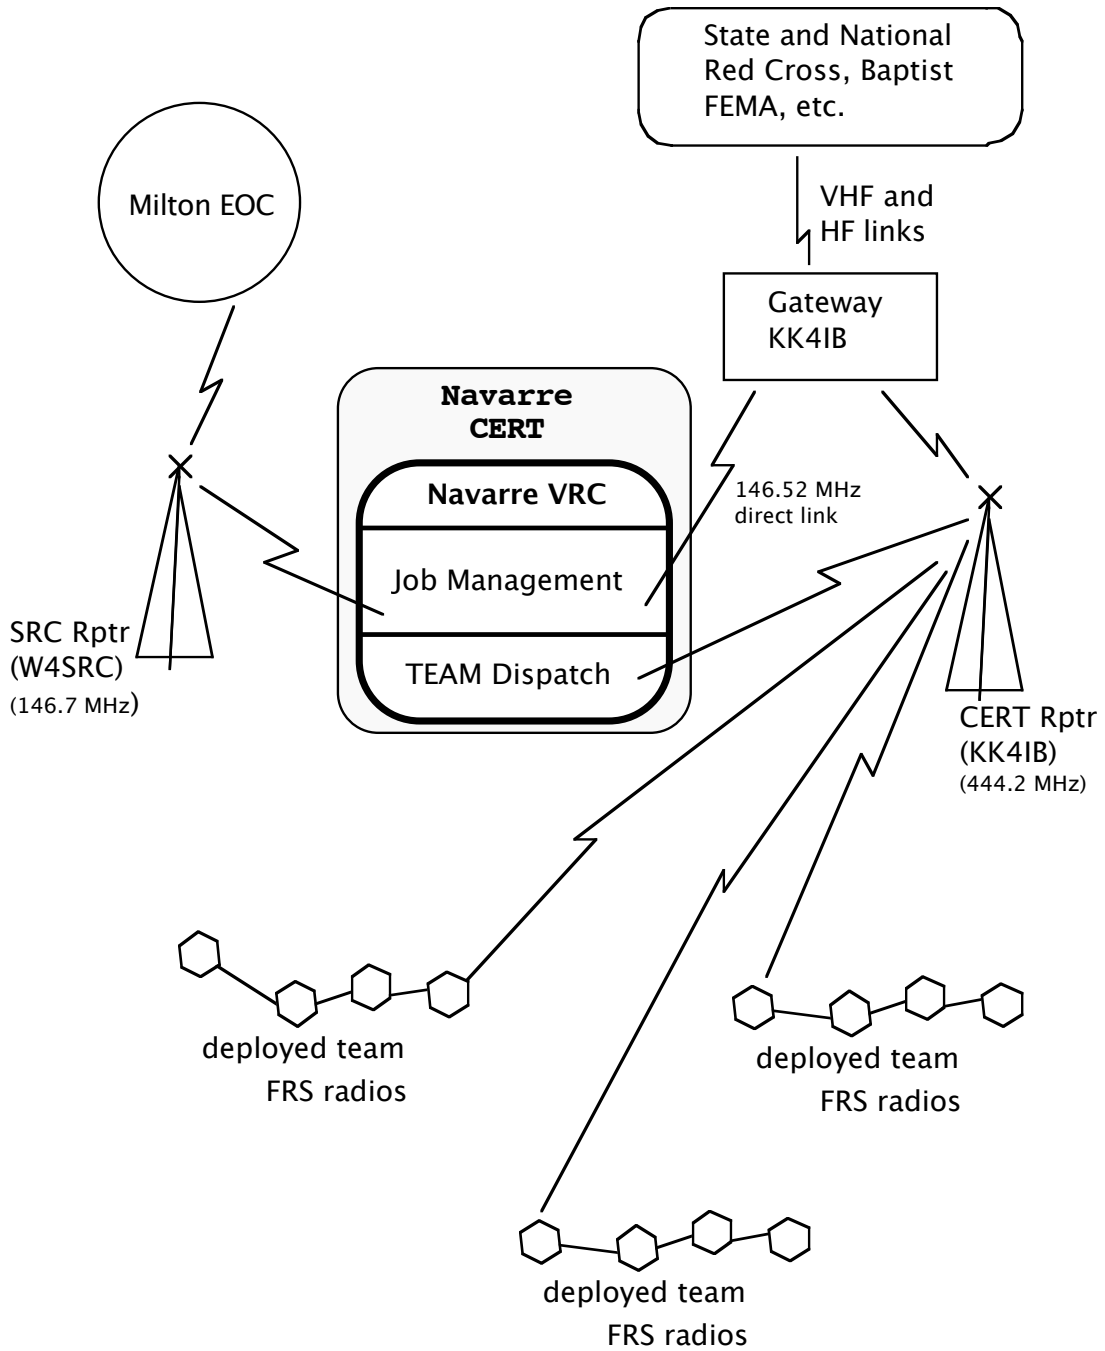 State and National
Red Cross, Baptist
FEMA, etc.
Milton EOC
VHF and
HF links
Gateway
KK4IB
Navarre
CERT
Navarre VRC
146.52 MHz
direct link
Job Management
SRC Rptr
(W4SRC)
(146.7 MHz)
TEAM Dispatch
CERT Rptr
(KK4IB)
(444.2 MHz)
deployed team
FRS radios
deployed team
FRS radios
deployed team
FRS radios